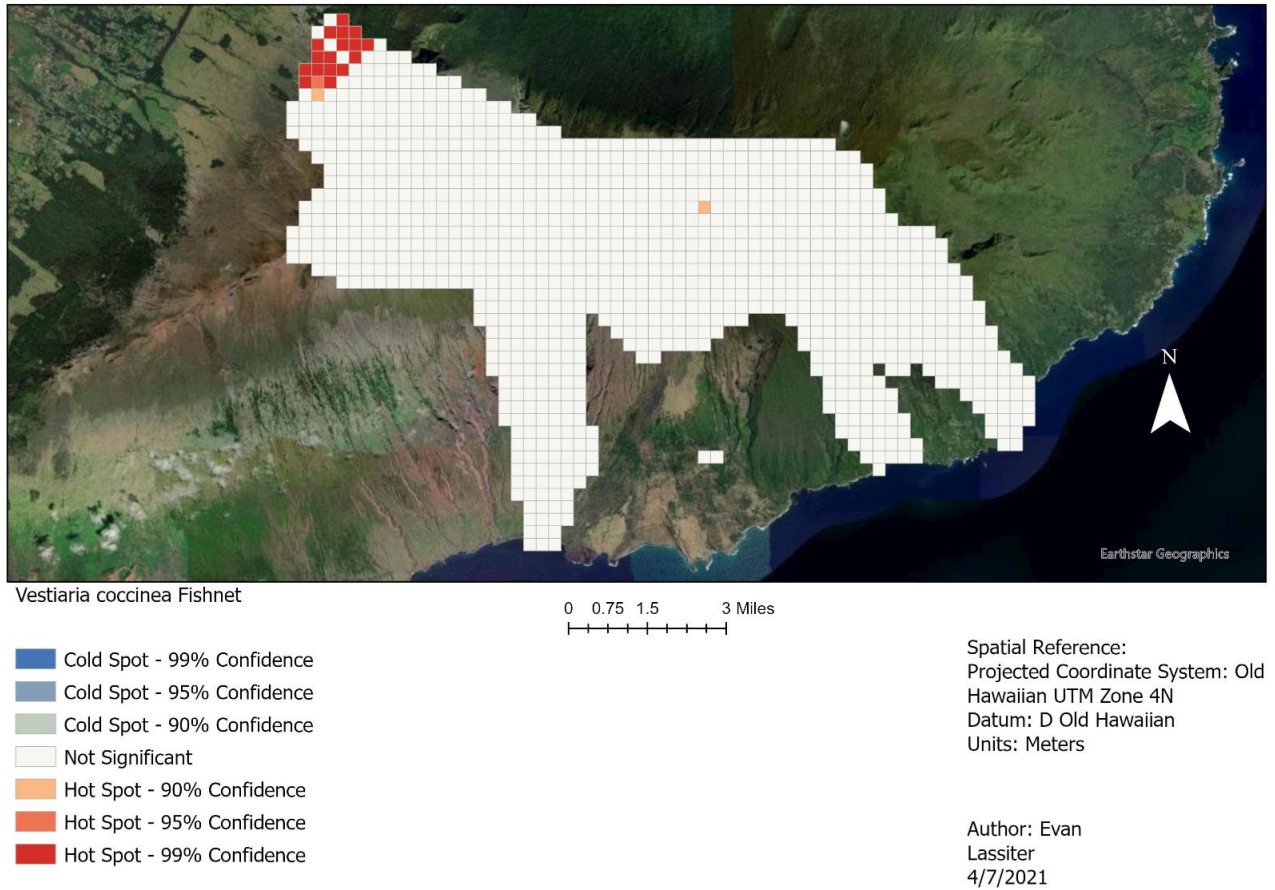 N
Earthstar Geographics
Vestiaria coccinea Fishnet
0 0.75 1.5 3 Miles
Cold Spot - 99% Confidence
Cold Spot - 95% Confidence
Cold Spot - 90% Confidence
Not Significant
Hot Spot - 90% Confidence
Hot Spot - 95% Confidence
Hot Spot - 99% Confidence
Spatial Reference:
Projected Coordinate System: Old
Hawaiian UTM Zone 4N
Datum: D Old Hawaiian
Units: Meters
Author: Evan
Lassiter
4/7/2021